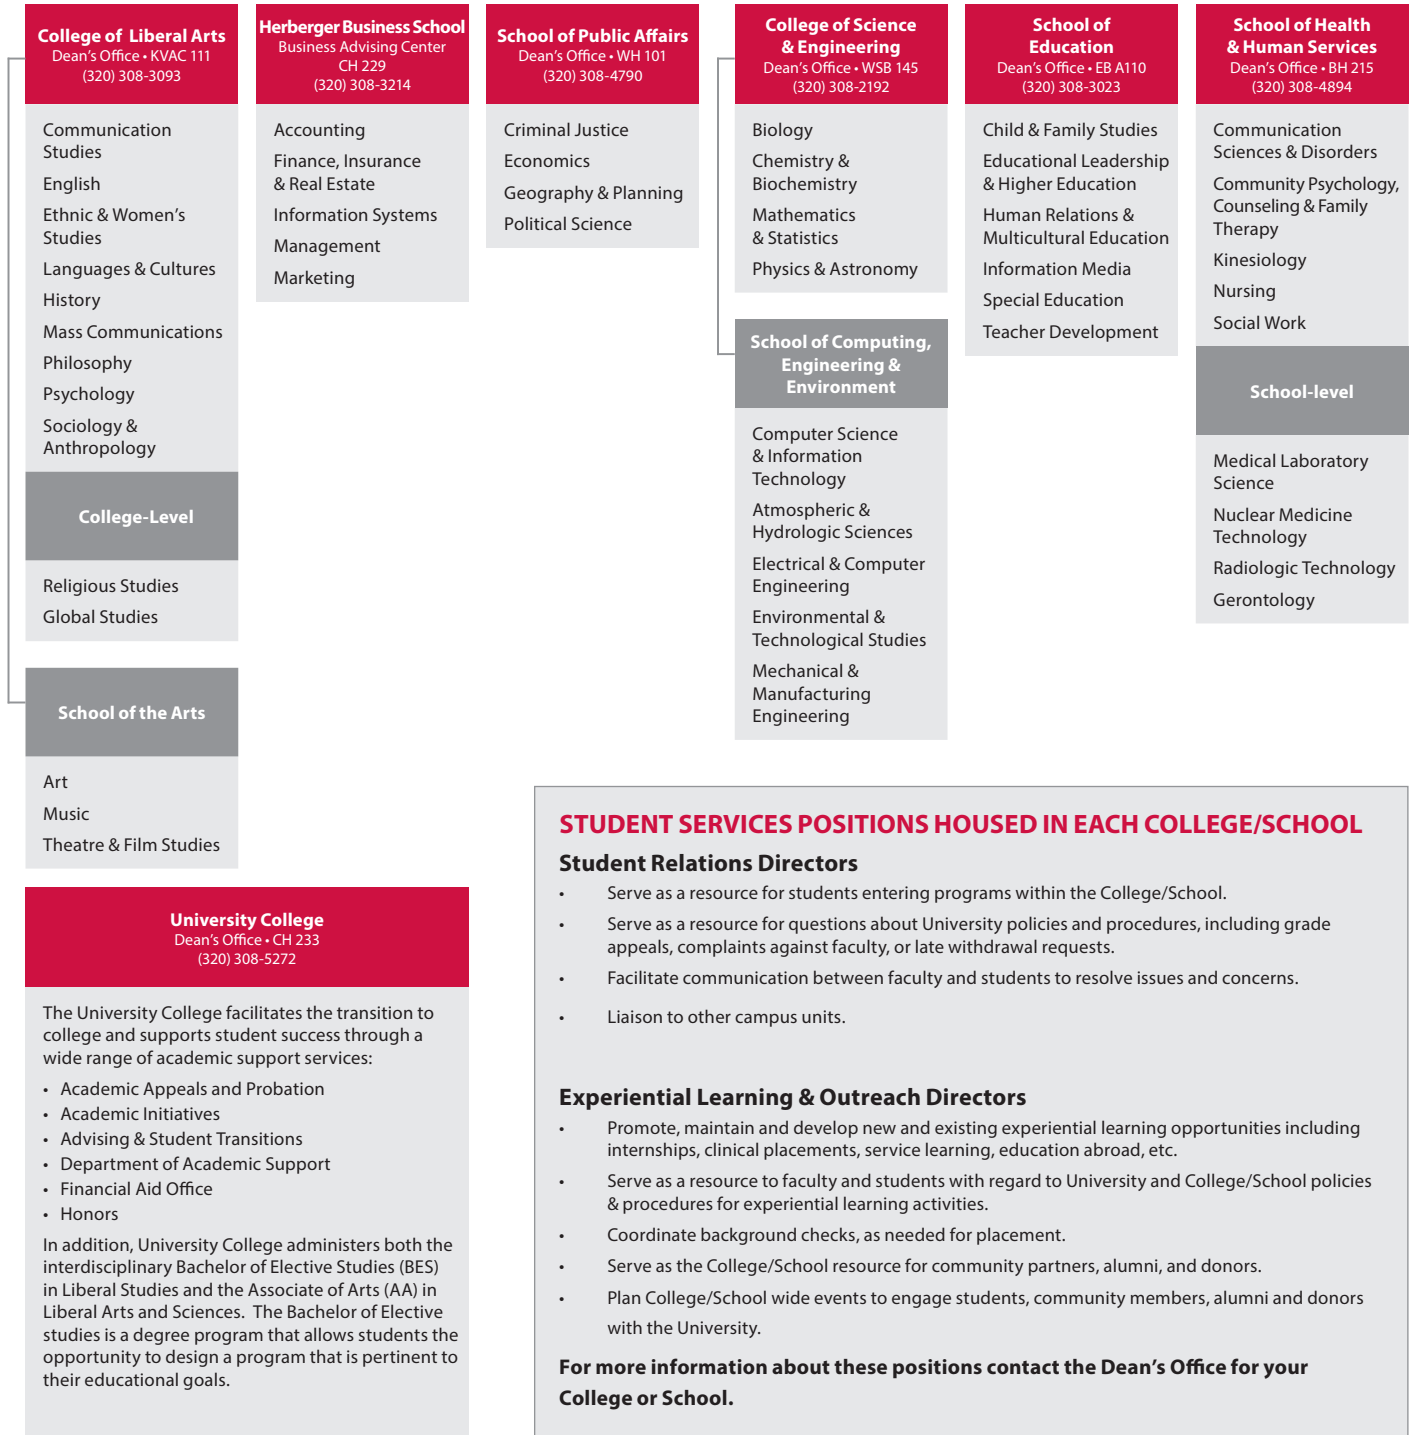 College of Liberal Arts
Dean's Office • KVAC 111
(320) 308-3093
Communication
Studies
English
Ethnic & Women's
Studies
Languages & Cultures
History
Mass Communications
Philosophy
Psychology
Sociology &
Anthropology
College-Level
Religious Studies
Global Studies
School of the Arts
Art
Music
Theatre & Film Studies
Herberger Business School
Business Advising Center
CH 229
(320) 308-3214
Accounting
Finance, Insurance
& Real Estate
Information Systems
Management
Marketing
School of Public Affairs
Dean's Office • WH 101
(320) 308-4790
Criminal Justice
Economics
Geography & Planning
Political Science
College of Science
& Engineering
Dean's Office • WSB 145
(320) 308-2192
Biology
Chemistry &
Biochemistry
Mathematics
& Statistics
Physics & Astronomy
School of Computing,
Engineering &
Environment
Computer Science
& Information
Technology
Atmospheric &
Hydrologic Sciences
Electrical & Computer
Engineering
Environmental &
Technological Studies
Mechanical &
Manufacturing
Engineering
School of
Education
Dean's Office • EB A110
(320) 308-3023
Child & Family Studies
Educational Leadership
& Higher Education
Human Relations &
Multicultural Education
Information Media
Special Education
Teacher Development
School of Health
& Human Services
Dean's Office • BH 215
(320) 308-4894
Communication
Sciences & Disorders
Community Psychology,
Counseling & Family
Therapy
Kinesiology
Nursing
Social Work
School-level
Medical Laboratory
Science
Nuclear Medicine
Technology
Radiologic Technology
Gerontology
University College
Dean's Office • CH 233
(320) 308-5272
The University College facilitates the transition to
college and supports student success through a
wide range of academic support services:
• Academic Appeals and Probation
• Academic Initiatives
• Advising & Student Transitions
• Department of Academic Support
• Financial Aid Office
• Honors
In addition, University College administers both the
interdisciplinary Bachelor of Elective Studies (BES)
in Liberal Studies and the Associate of Arts (AA) in
Liberal Arts and Sciences. The Bachelor of Elective
studies is a degree program that allows students the
opportunity to design a program that is pertinent to
their educational goals.
STUDENT SERVICES POSITIONS HOUSED IN EACH COLLEGE/SCHOOL
Student Relations Directors
• Serve as a resource for students entering programs within the College/School.
• Serve as a resource for questions about University policies and procedures, including grade
appeals, complaints against faculty, or late withdrawal requests.
• Facilitate communication between faculty and students to resolve issues and concerns.
• Liaison to other campus units.
Experiential Learning & Outreach Directors
• Promote, maintain and develop new and existing experiential learning opportunities including
internships, clinical placements, service learning, education abroad, etc.
• Serve as a resource to faculty and students with regard to University and College/School policies
& procedures for experiential learning activities.
• Coordinate background checks, as needed for placement.
• Serve as the College/School resource for community partners, alumni, and donors.
• Plan College/School wide events to engage students, community members, alumni and donors
with the University.
For more information about these positions contact the Dean's Office for your
College or School.